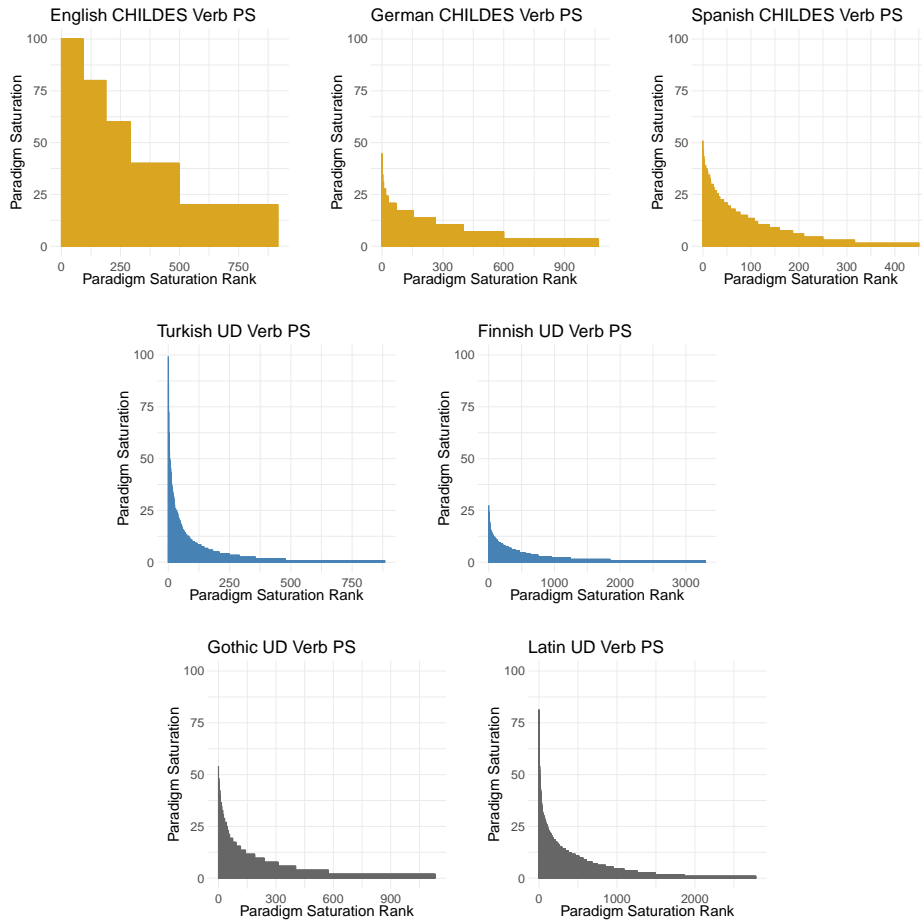 English CHILDES Verb PS
Paradigm Saturation
100
75
50
25
0
0 250 500 750
Paradigm Saturation Rank
German CHILDES Verb PS
Paradigm Saturation
100
75
50
25
0
0 300 600 900
Paradigm Saturation Rank
Spanish CHILDES Verb PS
Paradigm Saturation
100
75
50
25
0
0 100 200 300 400
Paradigm Saturation Rank
Turkish UD Verb PS
Paradigm Saturation
100
75
50
25
0
0 250 500 750
Paradigm Saturation Rank
Finnish UD Verb PS
Paradigm Saturation
100
75
50
25
0
0 1000 2000 3000
Paradigm Saturation Rank
Gothic UD Verb PS
Paradigm Saturation
100
75
50
25
0
0 300 600 900
Paradigm Saturation Rank
Latin UD Verb PS
Paradigm Saturation
100
75
50
25
0
0 1000 2000
Paradigm Saturation Rank